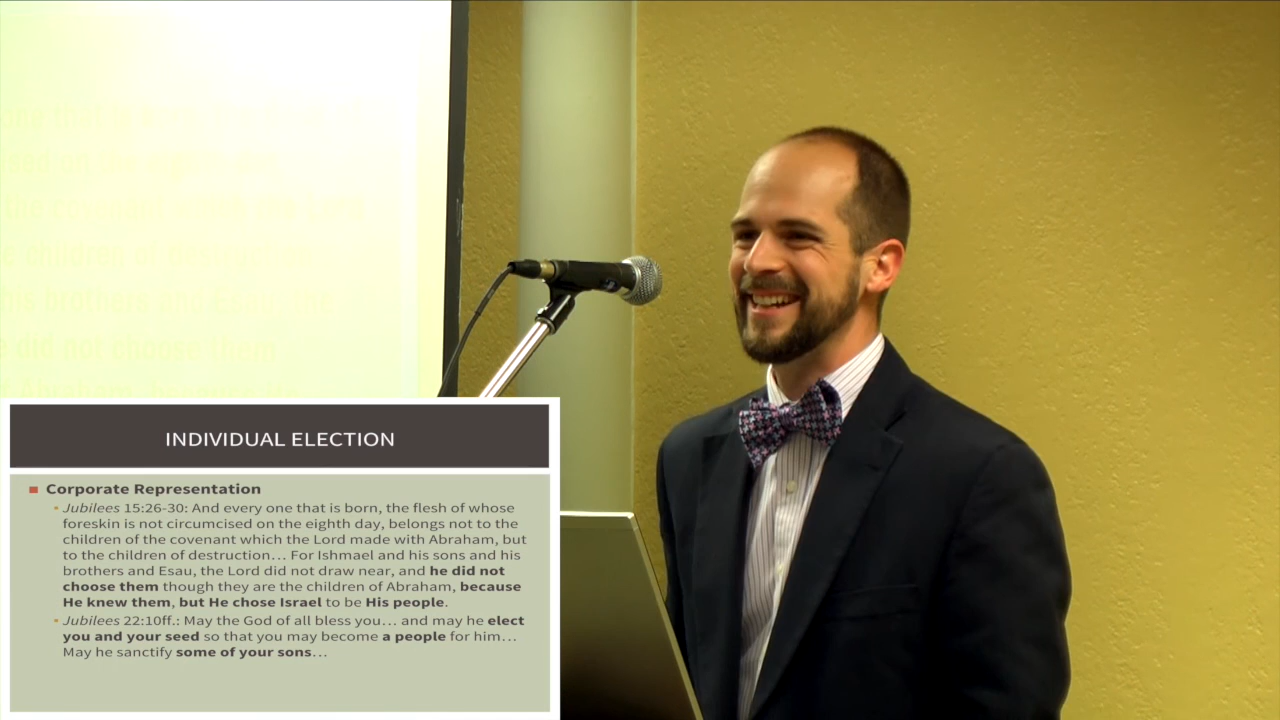 INDIVIDUAL ELECTION
Corporate Representation
Jubilees 15:26-30: And every one that is born, the flesh of whose
foreskin is not circumcised on the eighth day, belongs not to the
children of the covenant which the Lord made with Abraham, but
to the children of destruction... For Ishmael and his sons and his
brothers and Esau, the Lord did not draw near, and he did not
choose them though they are the children of Abraham, because
He knew them, but He chose Israel to be His people.
Jubilees 22:10ff.: May the God of all bless you... and may he elect
you and your seed so that you may become a people for him...
May he sanctify some of your sons...
did not choose them